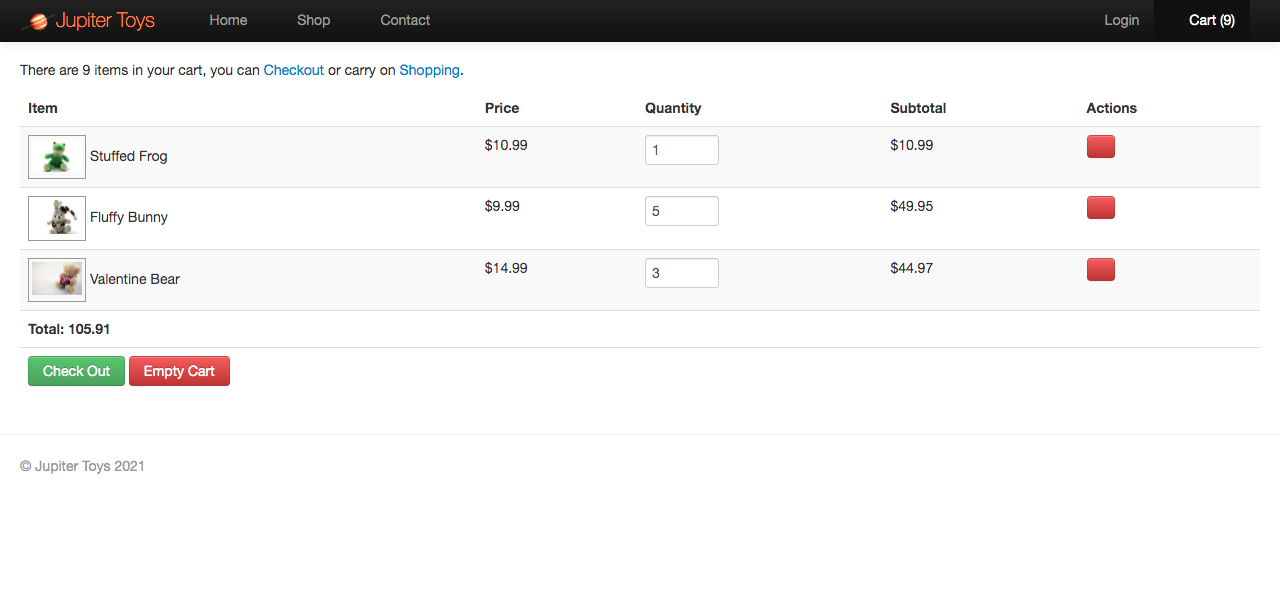 Jupiter Toys Home Shop Contact Login Cart (9)
There are 9 items in your cart, you can Checkout or carry on Shopping.
Item Price Quantity Subtotal Actions
Stuffed Frog $10.99 1 $10.99
Fluffy Bunny $9.99 5 $49.95
Valentine Bear $14.99 3 $44.97
Total: 105.91
Check Out Empty Cart
© Jupiter Toys 2021